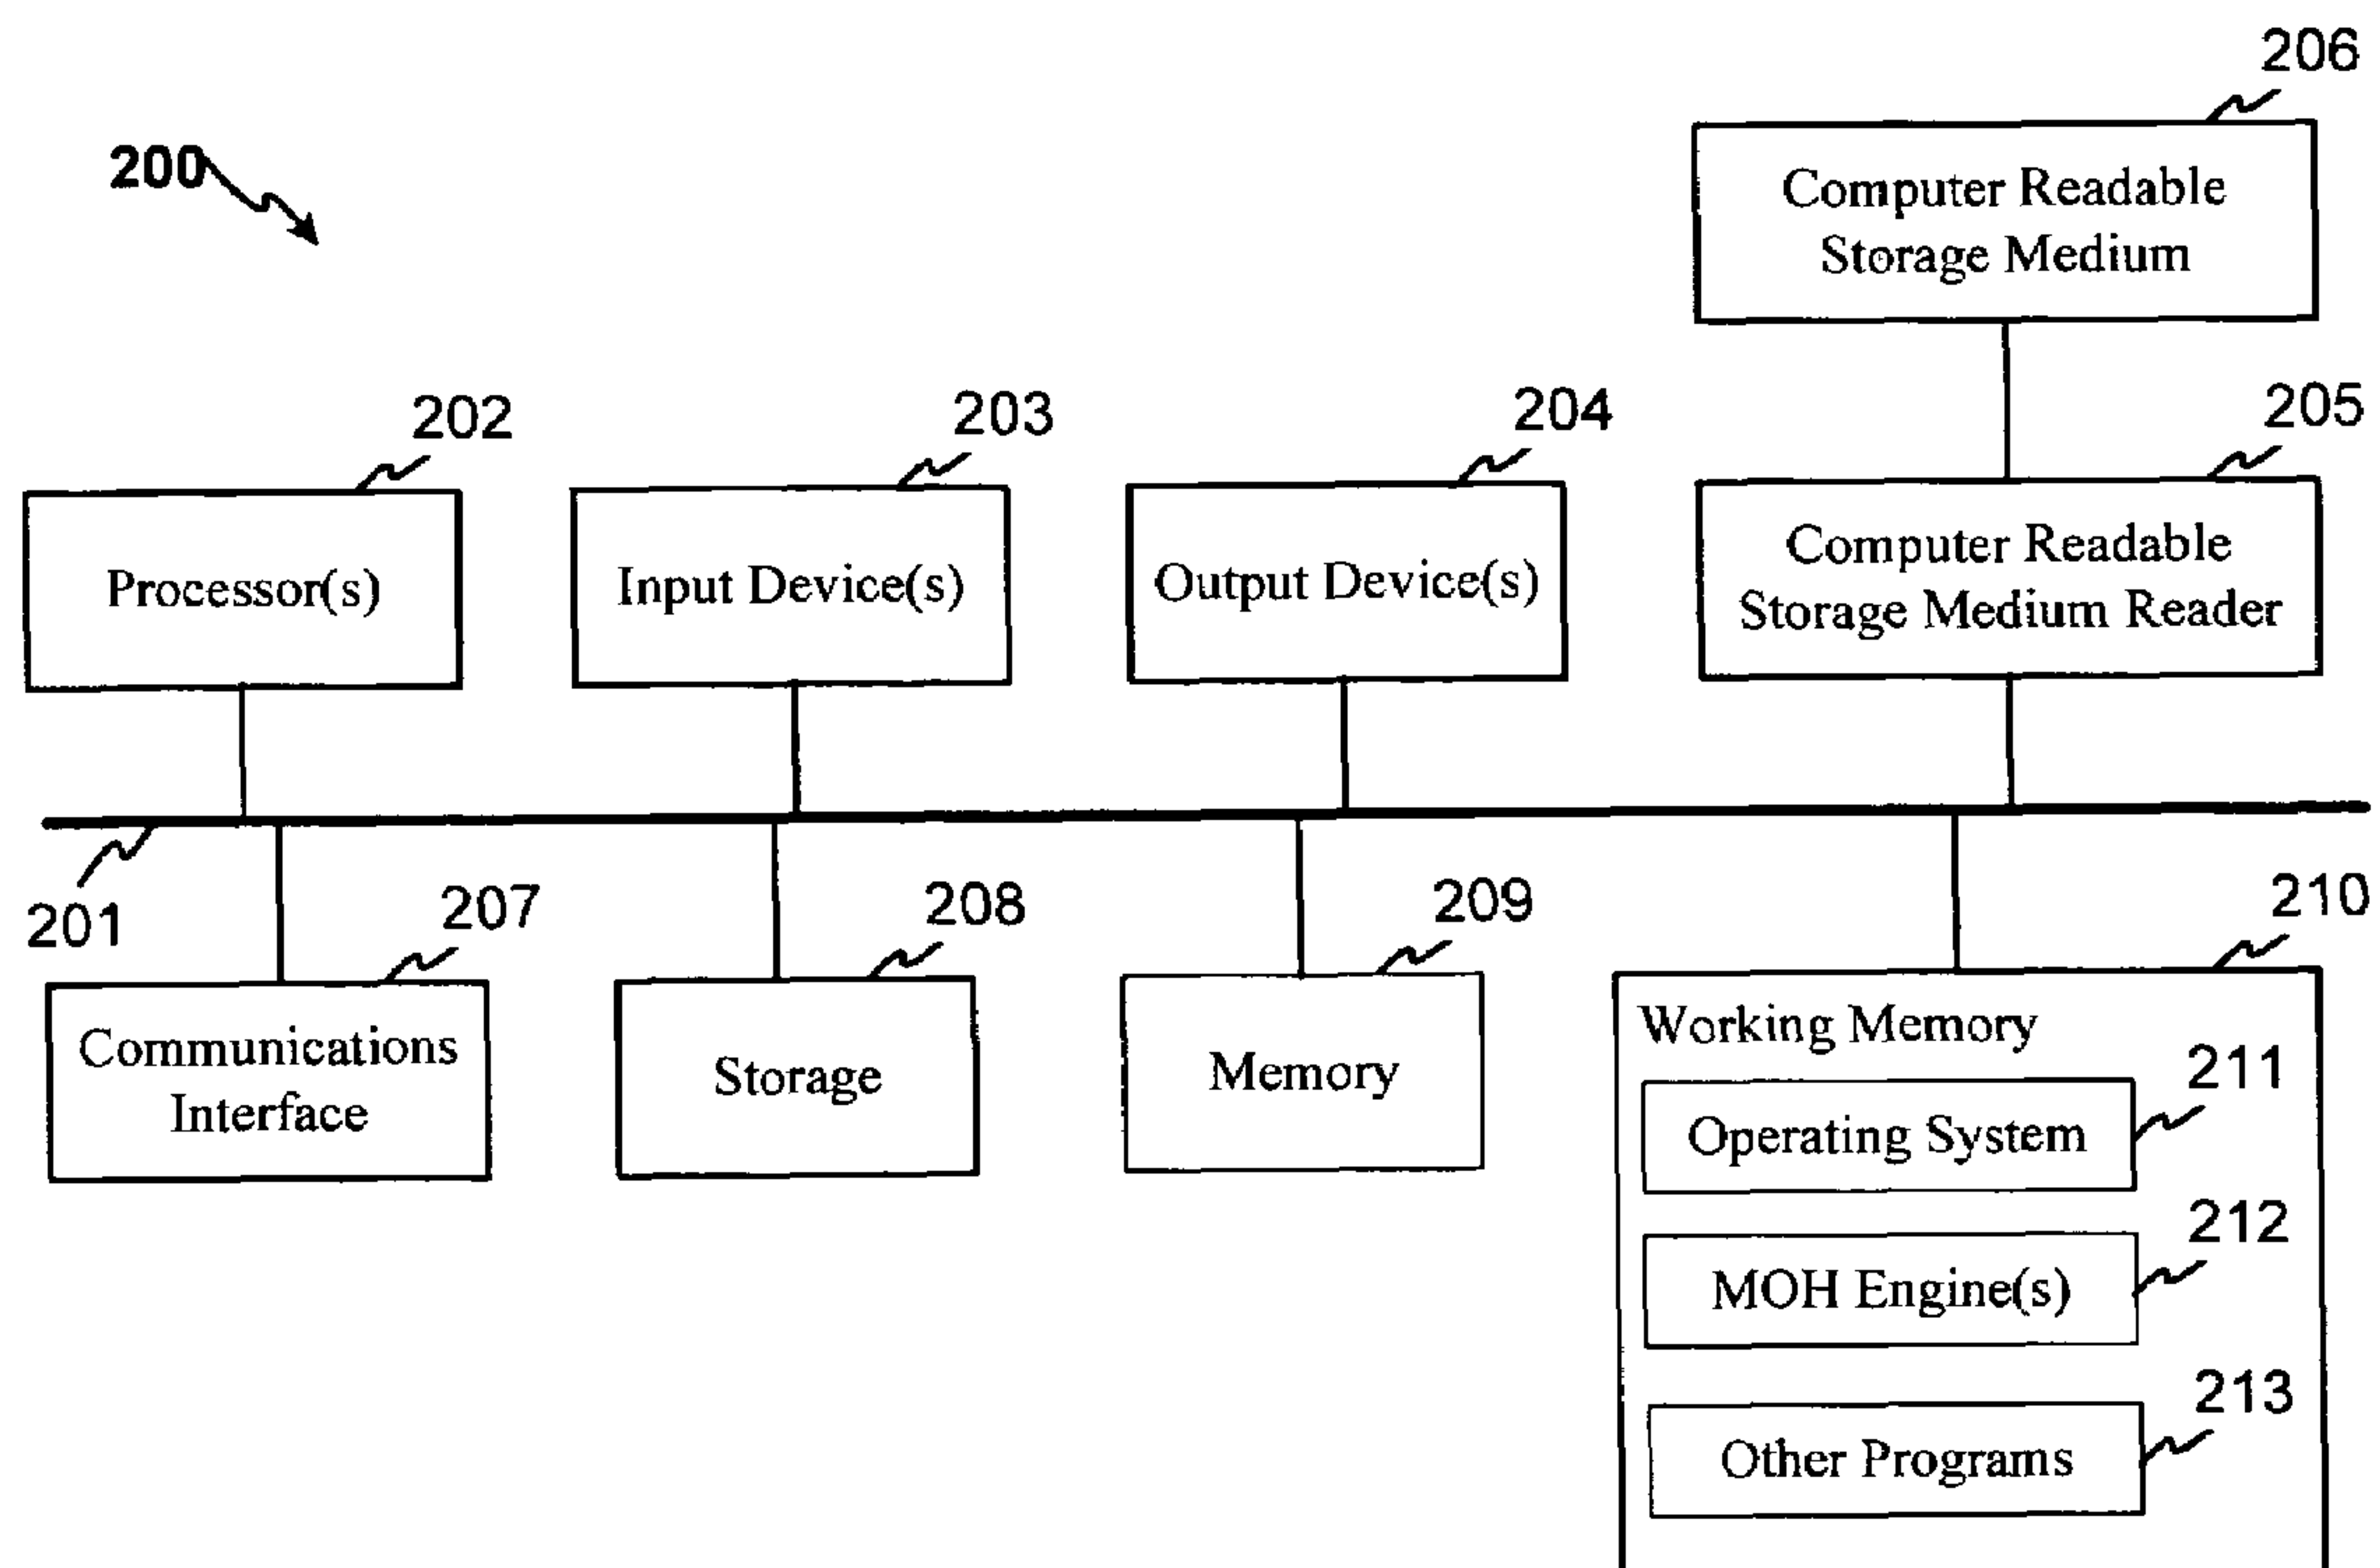 206
200
Computer Readable
Storage Medium
202
203
204
205
Processor(s)
Input Device(s)
Output Device(s)
Computer Readable
Storage Medium Reader
201
207
208
209
210
Communications
Interface
Storage
Memory
Working Memory
211
Operating System
212
MOH Engine(s)
213
Other Programs